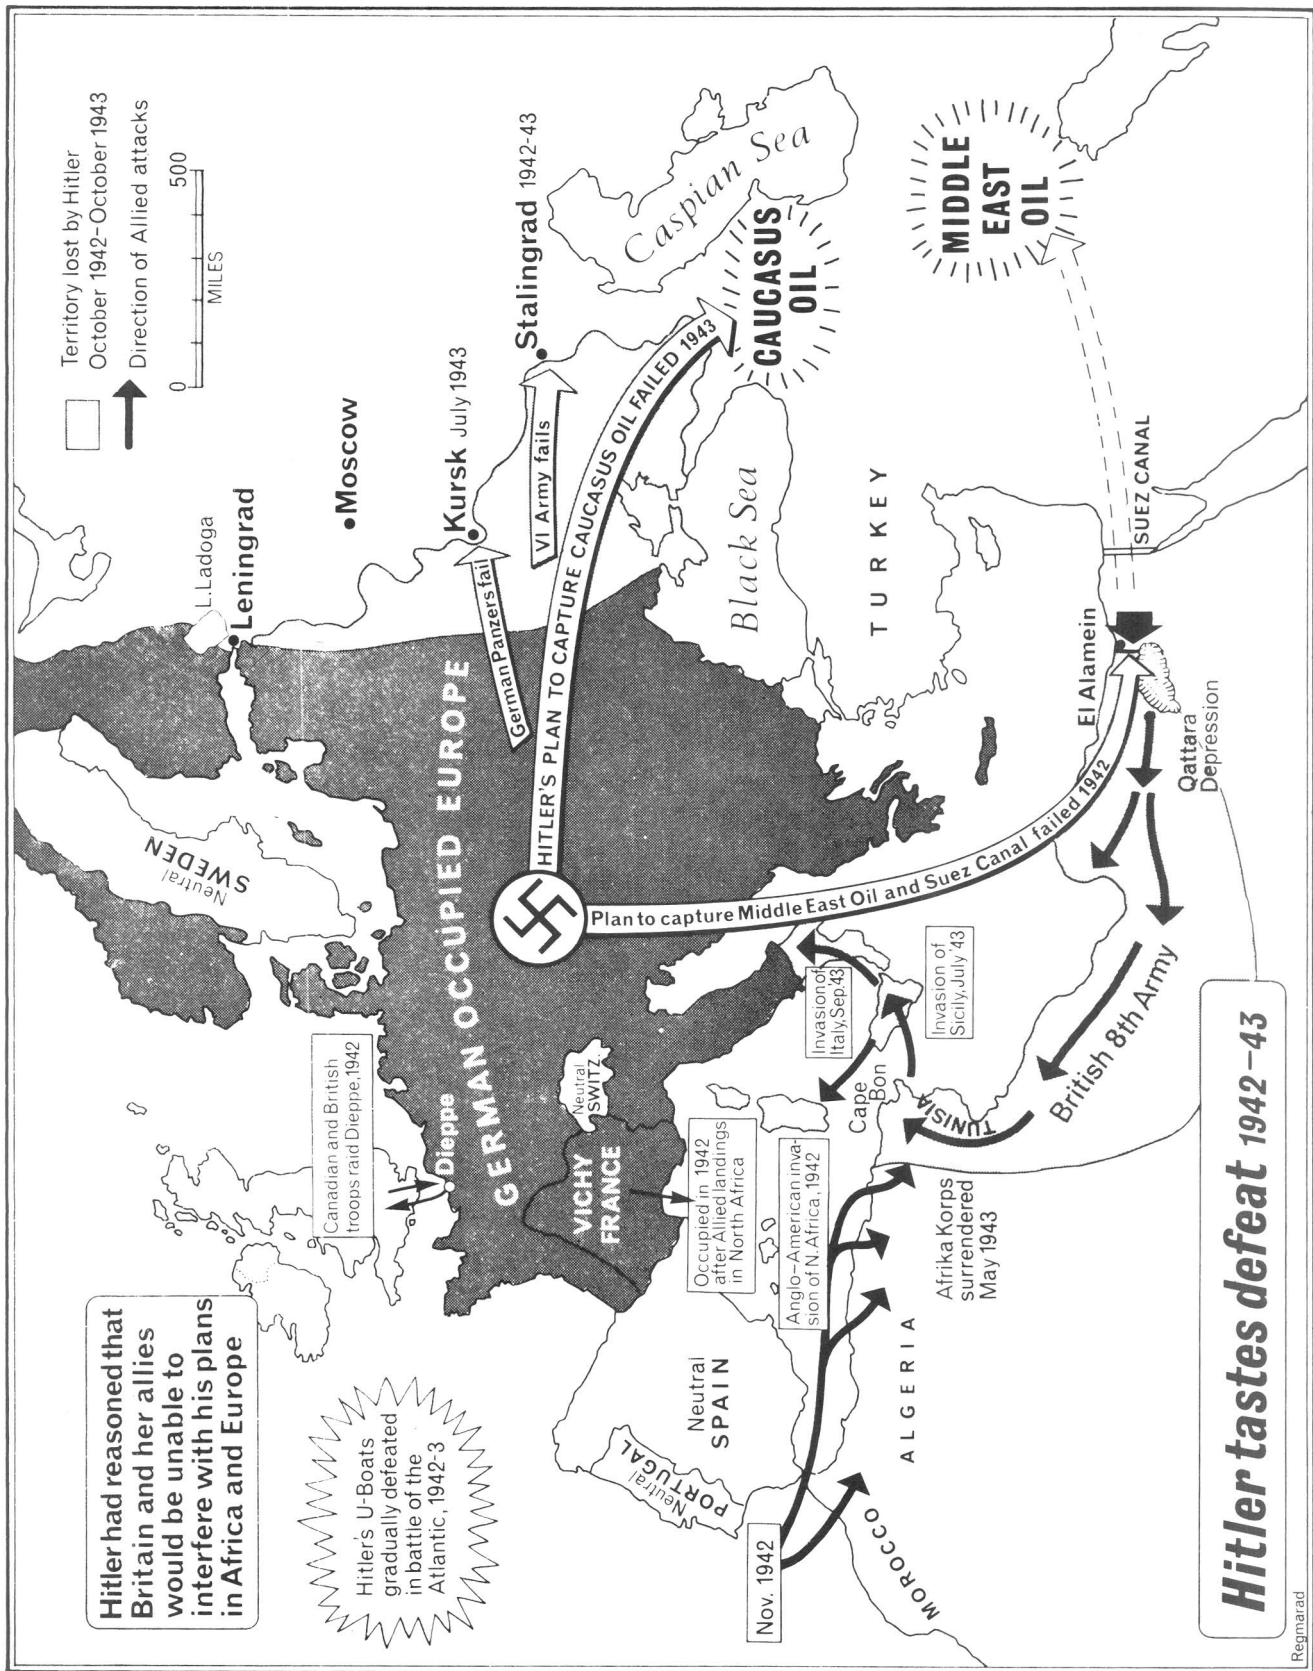 Hitler had reasoned that
Britain and her allies
would be unable to
interfere with his plans
in Africa and Europe
Hitler's U-Boats
gradually defeated
in battle of the
Atlantic, 1942-3
Canadian and British
troops raid Dieppe, 1942
Neutral
SWEDEN
L. Ladoga
Leningrad
Territory lost by Hitler
October 1942–October 1943
Direction of Allied attacks
0 500
MILES
Moscow
Kursk July 1943
Stalingrad 1942-43
German Panzers fail
VI Army fails
Dieppe
GERMAN OCCUPIED EUROPE
HITLER'S PLAN TO CAPTURE CAUCASUS OIL FAILED 1943
Caspian Sea
CAUCASUS
OIL
VICHY
FRANCE
Neutral
SWITZ.
Black Sea
TURKEY
MIDDLE
EAST
OIL
Plan to capture Middle East Oil and Suez Canal failed 1942
Occupied in 1942
after Allied landings
in North Africa
Neutral
SPAIN
Neutral
PORTUGAL
Nov. 1942
Anglo–American inva-
sion of N. Africa, 1942
Invasion of
Italy, Sep.'43
Invasion of
Sicily, July '43
Cape
Bon
TUNISIA
MOROCCO
ALGERIA
Afrika Korps
surrendered
May 1943
British 8th Army
El Alamein
Qattara
Depression
SUEZ CANAL
Hitler tastes defeat 1942–43
Regmarad